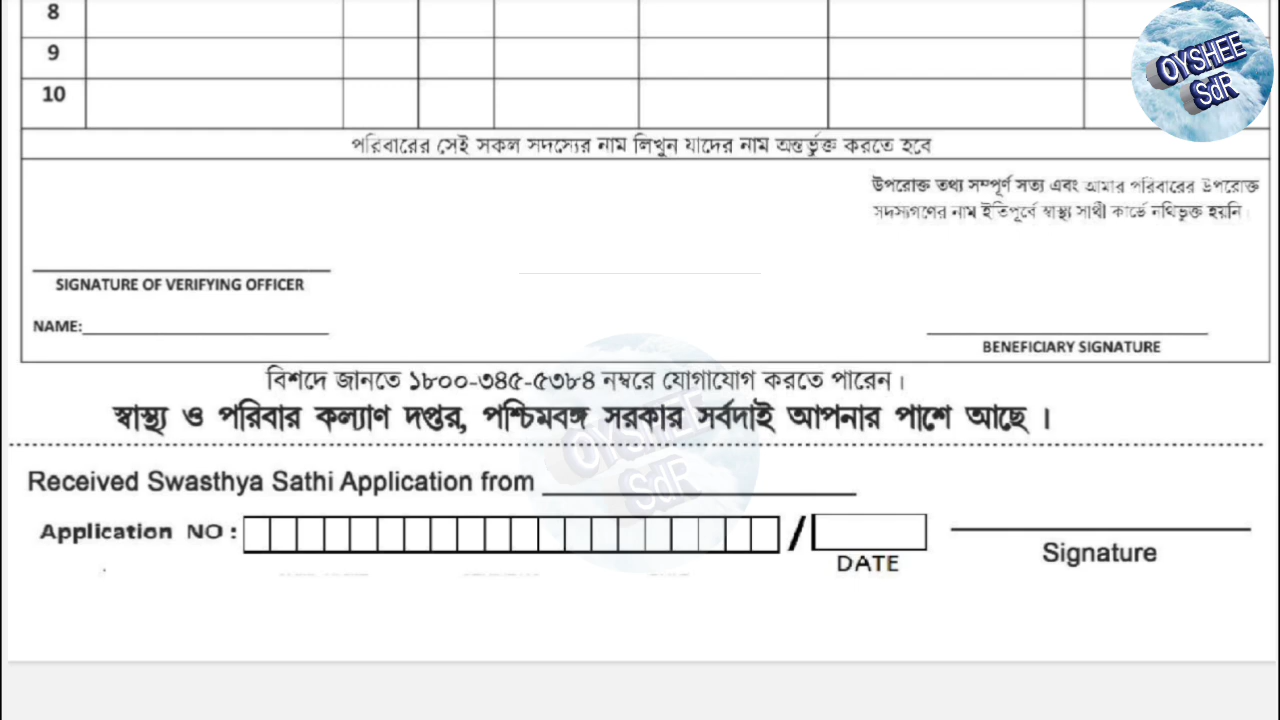 8
9
10
পরিবারের সেই সকল সদস্যের নাম লিখুন যাদের নাম অন্তর্ভুক্ত করতে হবে
উপরোক্ত তথ্য সম্পূর্ণ সত্য এবং আমার পরিবারের উপরোক্ত
সদস্যগণের নাম ইতিপূর্বে স্বাস্থ্য সাথী কার্ডে নথিভুক্ত হয়নি।
SIGNATURE OF VERIFYING OFFICER
NAME:
BENEFICIARY SIGNATURE
বিশদে জানতে ১৮০০-৩৪৫-৫৩৮৪ নম্বরে যোগাযোগ করতে পারেন।
স্বাস্থ্য ও পরিবার কল্যাণ দপ্তর, পশ্চিমবঙ্গ সরকার সর্বদাই আপনার পাশে আছে ।
Received Swasthya Sathi Application from
Application NO : /
DATE
Signature
OYSHEE
SdR
OYSHEE
SdR